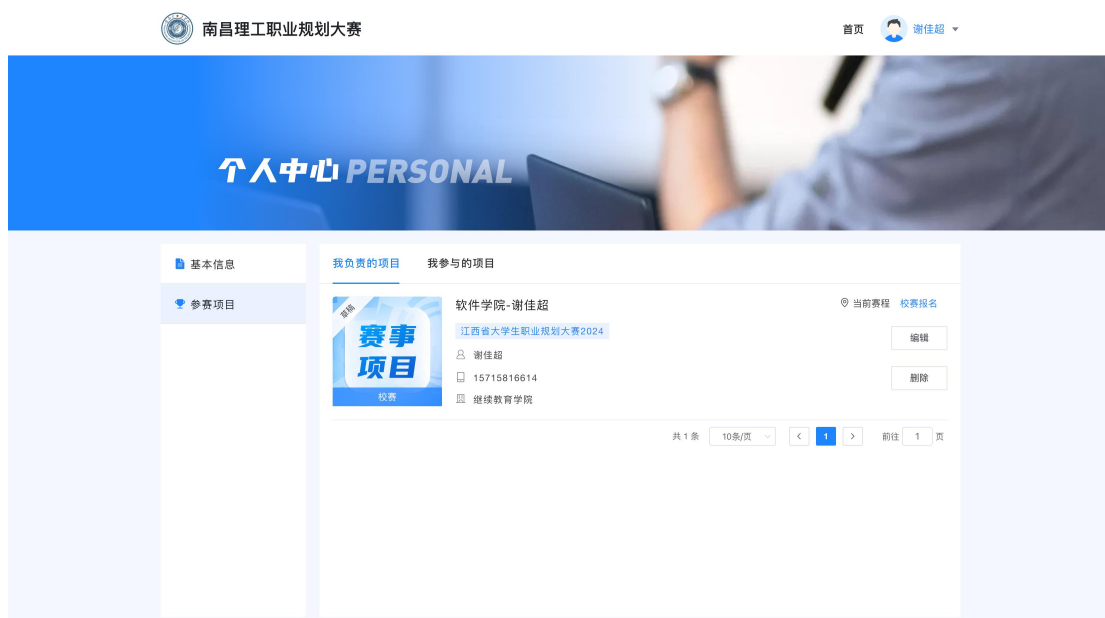 南昌理工职业规划大赛
首页
谢佳超
个人中心 PERSONAL
基本信息
参赛项目
我负责的项目 我参与的项目
草稿
赛事
项目
校赛
软件学院-谢佳超
当前赛程 校赛报名
江西省大学生职业规划大赛2024
谢佳超
15715816614
继续教育学院
编辑
删除
共 1 条 10条/页 1 前往 1 页